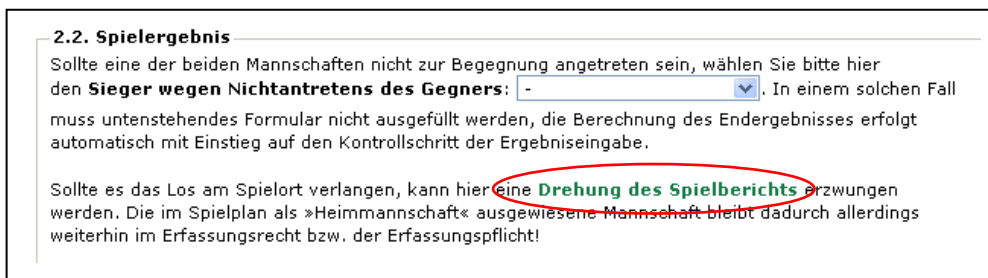 2.2. Spielergebnis
Sollte eine der beiden Mannschaften nicht zur Begegnung angetreten sein, wählen Sie bitte hier
den Sieger wegen Nichtantretens des Gegners: - . In einem solchen Fall
muss untenstehendes Formular nicht ausgefüllt werden, die Berechnung des Endergebnisses erfolgt
automatisch mit Einstieg auf den Kontrollschritt der Ergebniseingabe.
Sollte es das Los am Spielort verlangen, kann hier eine Drehung des Spielberichts erzwungen
werden. Die im Spielplan als »Heimmannschaft« ausgewiesene Mannschaft bleibt dadurch allerdings
weiterhin im Erfassungsrecht bzw. der Erfassungspflicht!